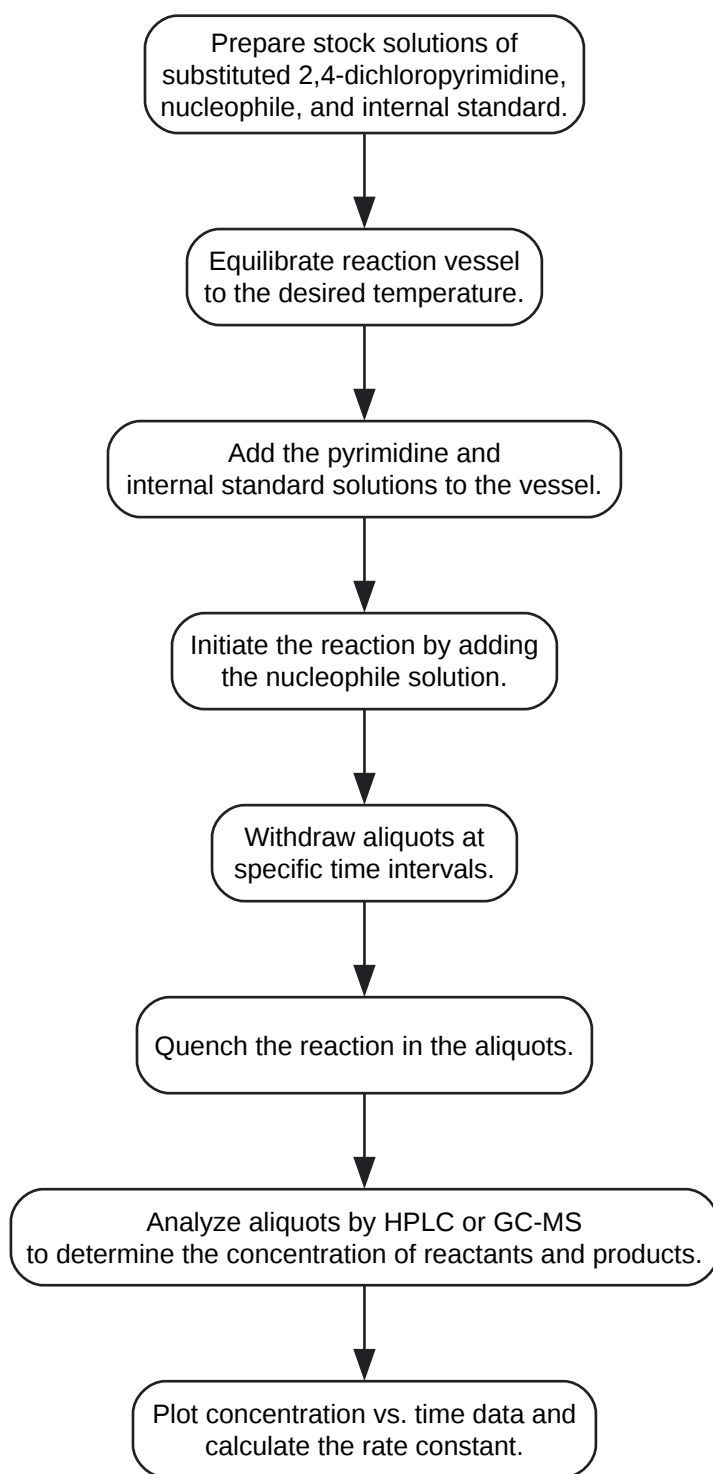 Prepare stock solutions of
substituted 2,4-dichloropyrimidine,
nucleophile, and internal standard.
Equilibrate reaction vessel
to the desired temperature.
Add the pyrimidine and
internal standard solutions to the vessel.
Initiate the reaction by adding
the nucleophile solution.
Withdraw aliquots at
specific time intervals.
Quench the reaction in the aliquots.
Analyze aliquots by HPLC or GC-MS
to determine the concentration of reactants and products.
Plot concentration vs. time data and
calculate the rate constant.